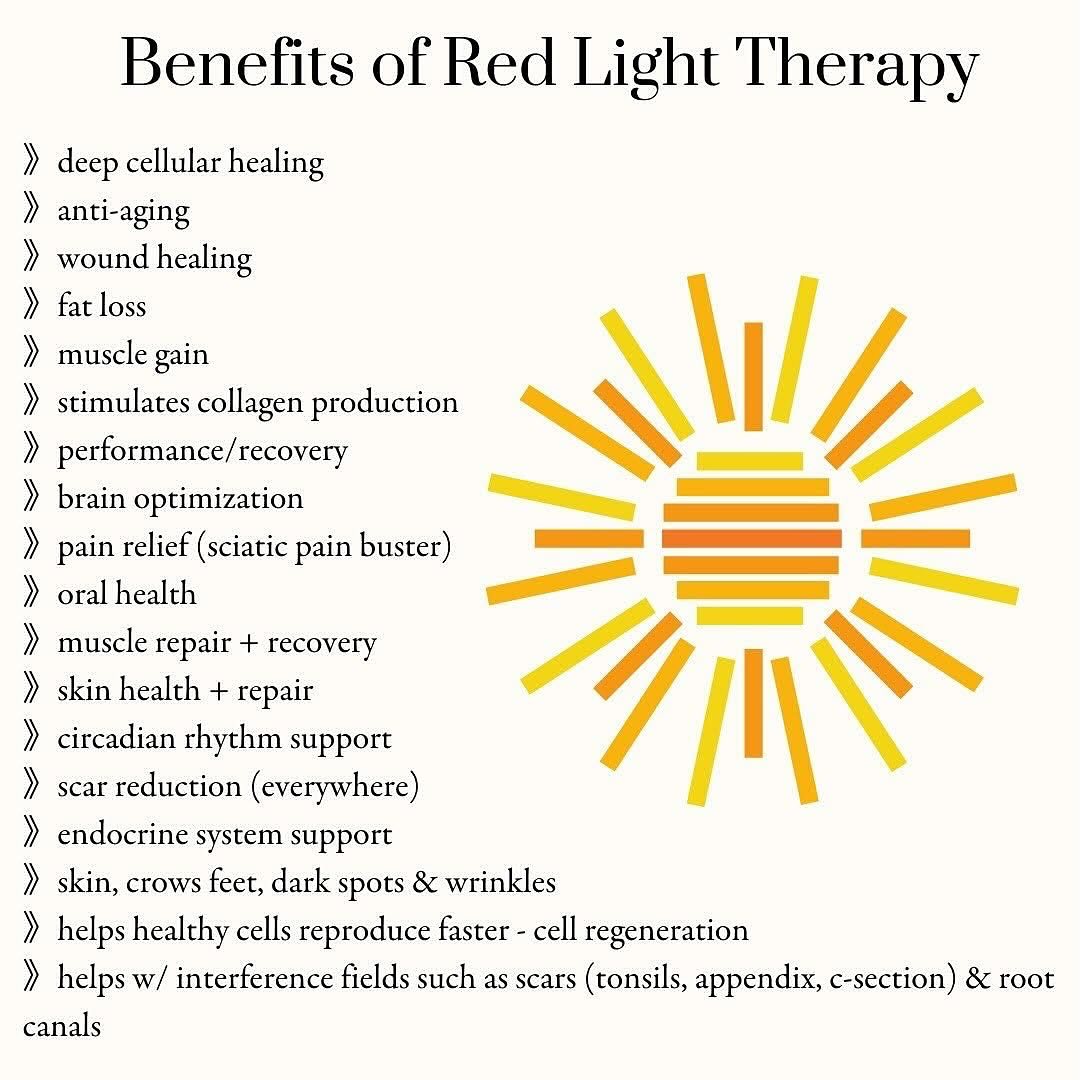 Benefits of Red Light Therapy
》 deep cellular healing
》 anti-aging
》 wound healing
》 fat loss
》 muscle gain
》 stimulates collagen production
》 performance/recovery
》 brain optimization
》 pain relief (sciatic pain buster)
》 oral health
》 muscle repair + recovery
》 skin health + repair
》 circadian rhythm support
》 scar reduction (everywhere)
》 endocrine system support
》 skin, crows feet, dark spots & wrinkles
》 helps healthy cells reproduce faster - cell regeneration
》 helps w/ interference fields such as scars (tonsils, appendix, c-section) & root
canals